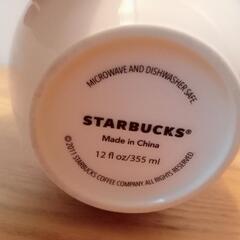 MICROWAVE AND DISHWASHER SAFE
STARBUCKS®
Made in China
12 fl oz/355 ml
© 2011 STARBUCKS COFFEE COMPANY. ALL RIGHTS RESERVED.